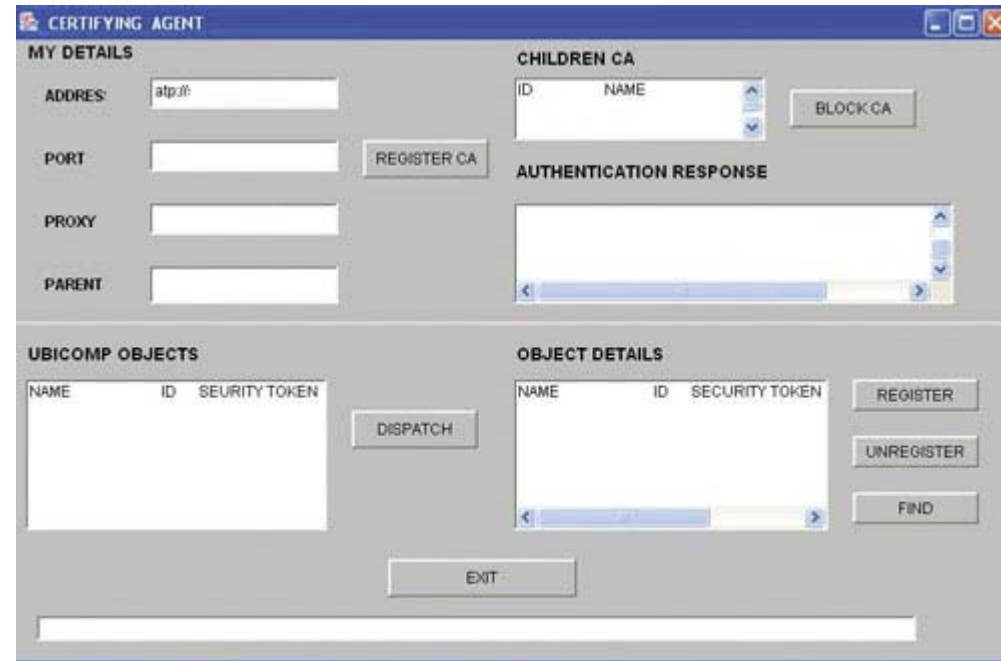 CERTIFYING AGENT
MY DETAILS
ADDRES:
atp://:
PORT
REGISTER CA
PROXY
PARENT
CHILDREN CA
ID NAME
BLOCK CA
AUTHENTICATION RESPONSE
UBICOMP OBJECTS
NAME ID SEURITY TOKEN
DISPATCH
OBJECT DETAILS
NAME ID SECURITY TOKEN
REGISTER
UNREGISTER
FIND
EXIT